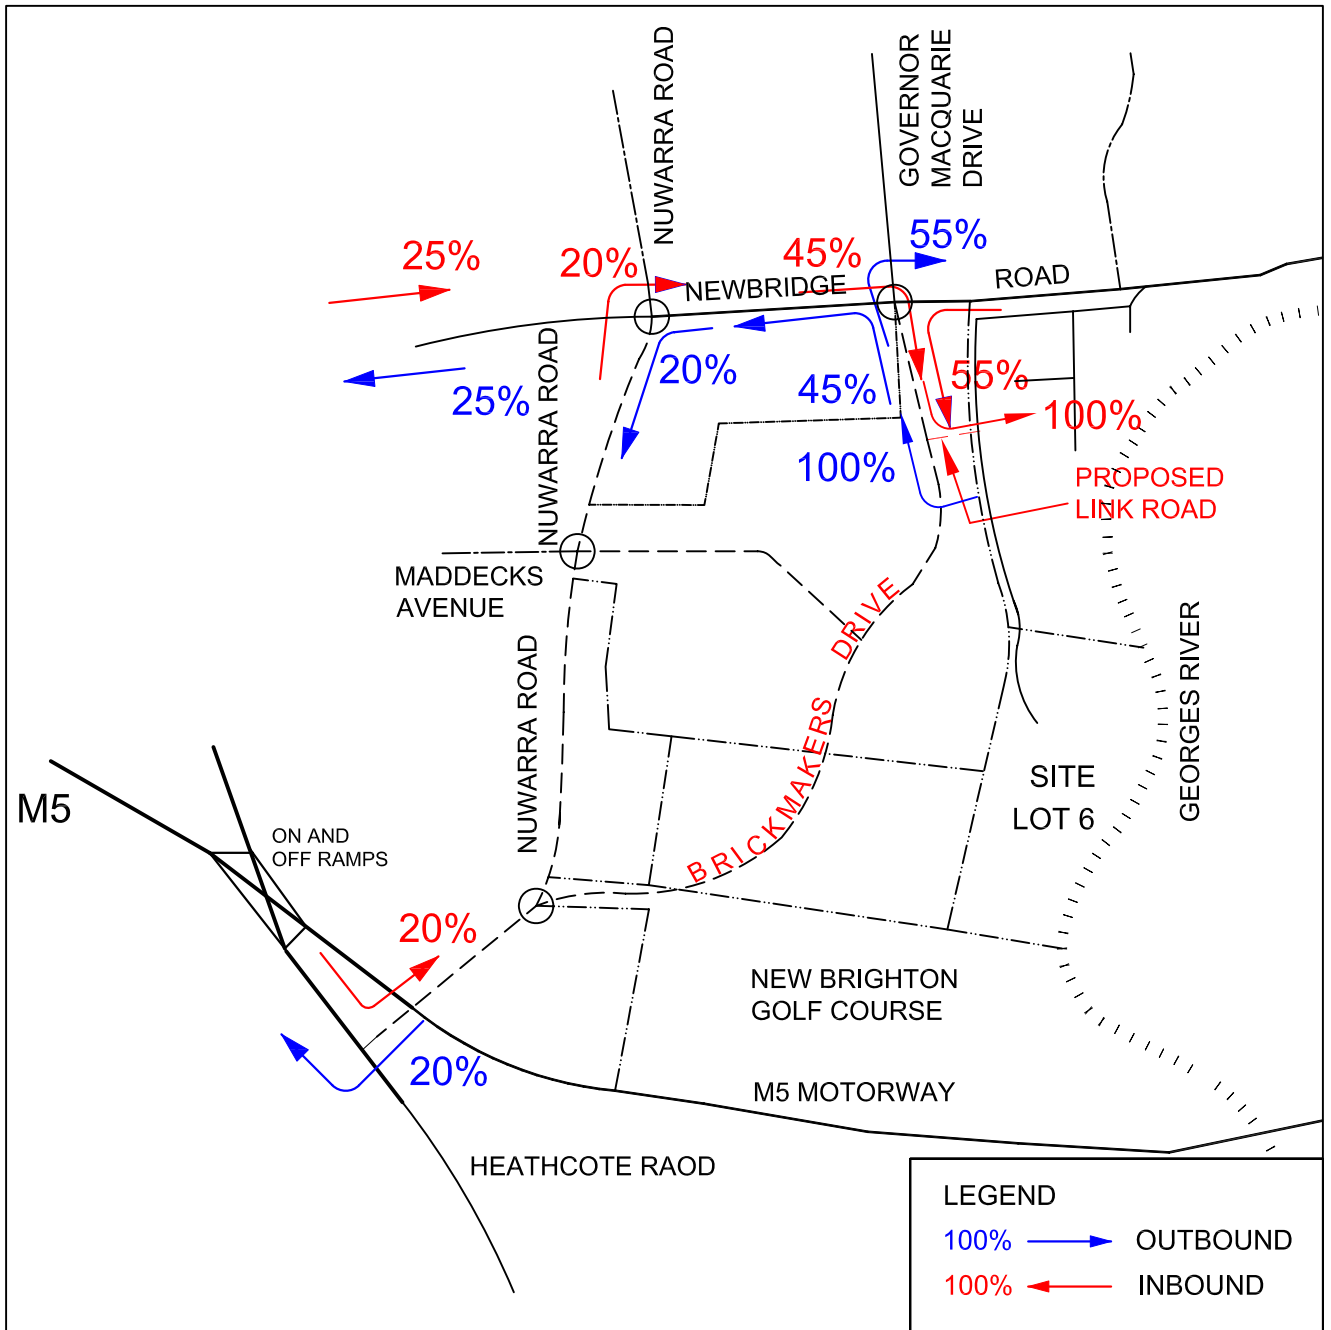 NUWARRA ROAD
GOVERNOR
MACQUARIE
DRIVE
25%
20%
45%
55%
NEWBRIDGE
ROAD
25%
20%
45%
55%
100%
NUWARRA ROAD
100%
PROPOSED
LINK ROAD
MADDECKS
AVENUE
BRICKMAKERS DRIVE
NUWARRA ROAD
GEORGES RIVER
SITE
LOT 6
M5
ON AND
OFF RAMPS
20%
NEW BRIGHTON
GOLF COURSE
20%
M5 MOTORWAY
HEATHCOTE RAOD
LEGEND
100% OUTBOUND
100% INBOUND